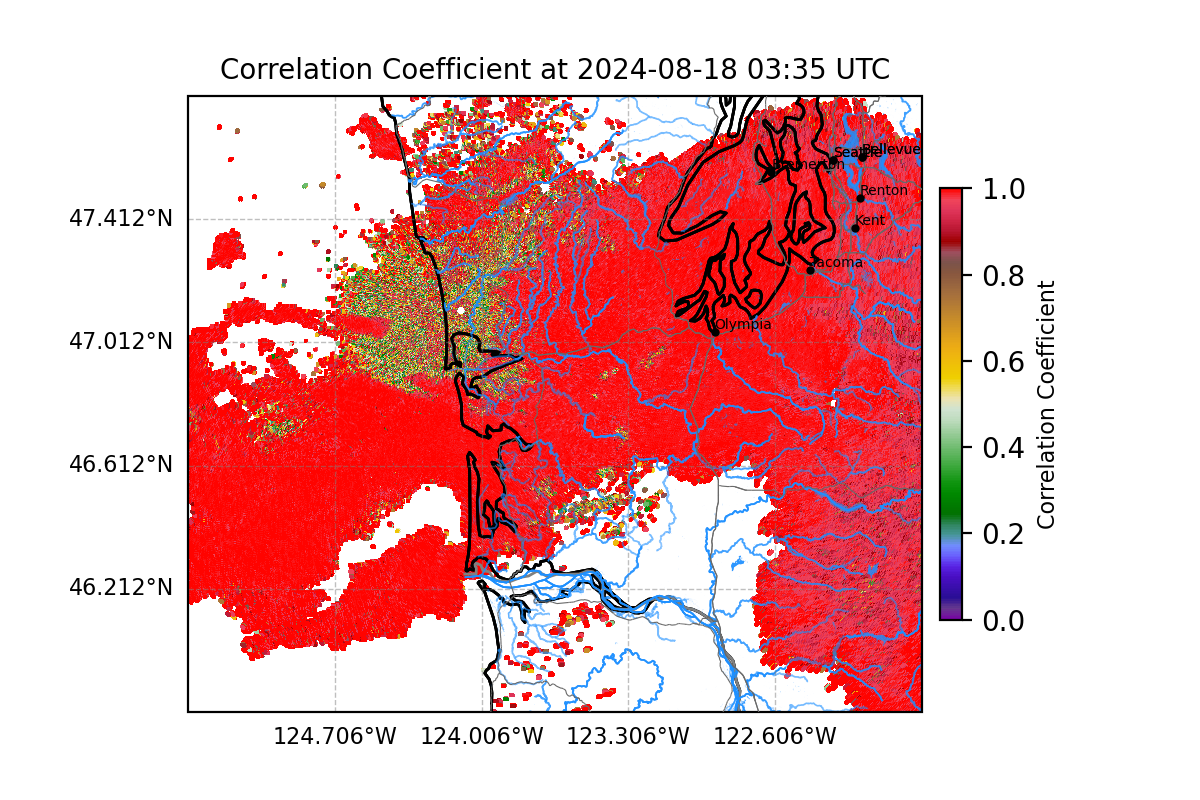 Correlation Coefficient at 2024-08-18 03:35 UTC
Seattle
Bellevue
Bremerton
Renton
Kent
Tacoma
Olympia
47.412°N
47.012°N
46.612°N
46.212°N
124.706°W 124.006°W 123.306°W 122.606°W
1.0
0.8
0.6
0.4
0.2
0.0
Correlation Coefficient